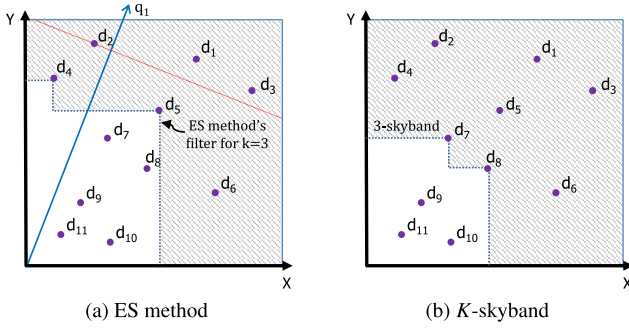 Y
q1
d2
d1
d4
d3
d5
ES method's
filter for k=3
d7
d8
d6
d9
d11
d10
X
(a) ES method
Y
d2
d1
d4
d3
d5
3-skyband
d7
d8
d6
d9
d11
d10
X
(b) K-skyband